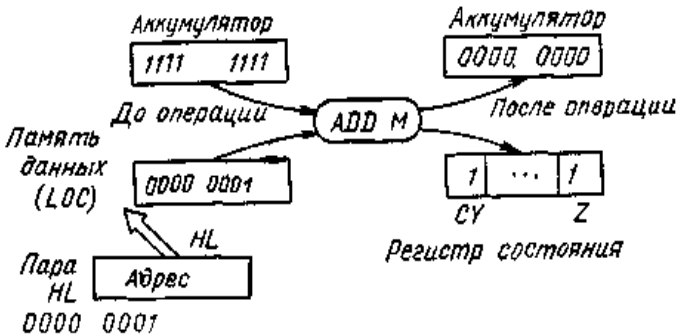 Аккумулятор
1111 1111
До операции
Память
данных
(LOC)
0000 0001
HL
Пара
HL
Адрес
0000 0001
ADD M
Аккумулятор
0000 0000
После операции
1 ... 1
CY Z
Регистр состояния